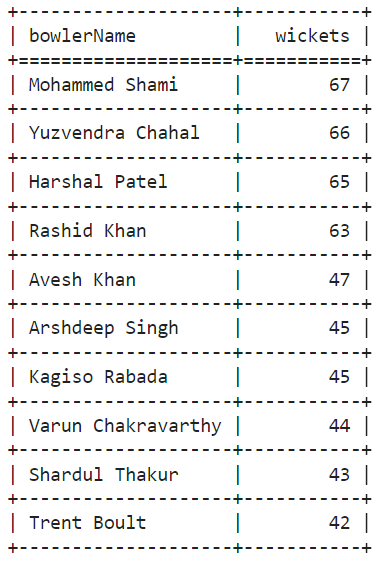 +---------------------+-----------+
| bowlerName          |   wickets |
+=====================+===========+
| Mohammed Shami      |        67 |
+---------------------+-----------+
| Yuzvendra Chahal    |        66 |
+---------------------+-----------+
| Harshal Patel       |        65 |
+---------------------+-----------+
| Rashid Khan         |        63 |
+---------------------+-----------+
| Avesh Khan          |        47 |
+---------------------+-----------+
| Arshdeep Singh      |        45 |
+---------------------+-----------+
| Kagiso Rabada       |        45 |
+---------------------+-----------+
| Varun Chakravarthy  |        44 |
+---------------------+-----------+
| Shardul Thakur      |        43 |
+---------------------+-----------+
| Trent Boult         |        42 |
+---------------------+-----------+